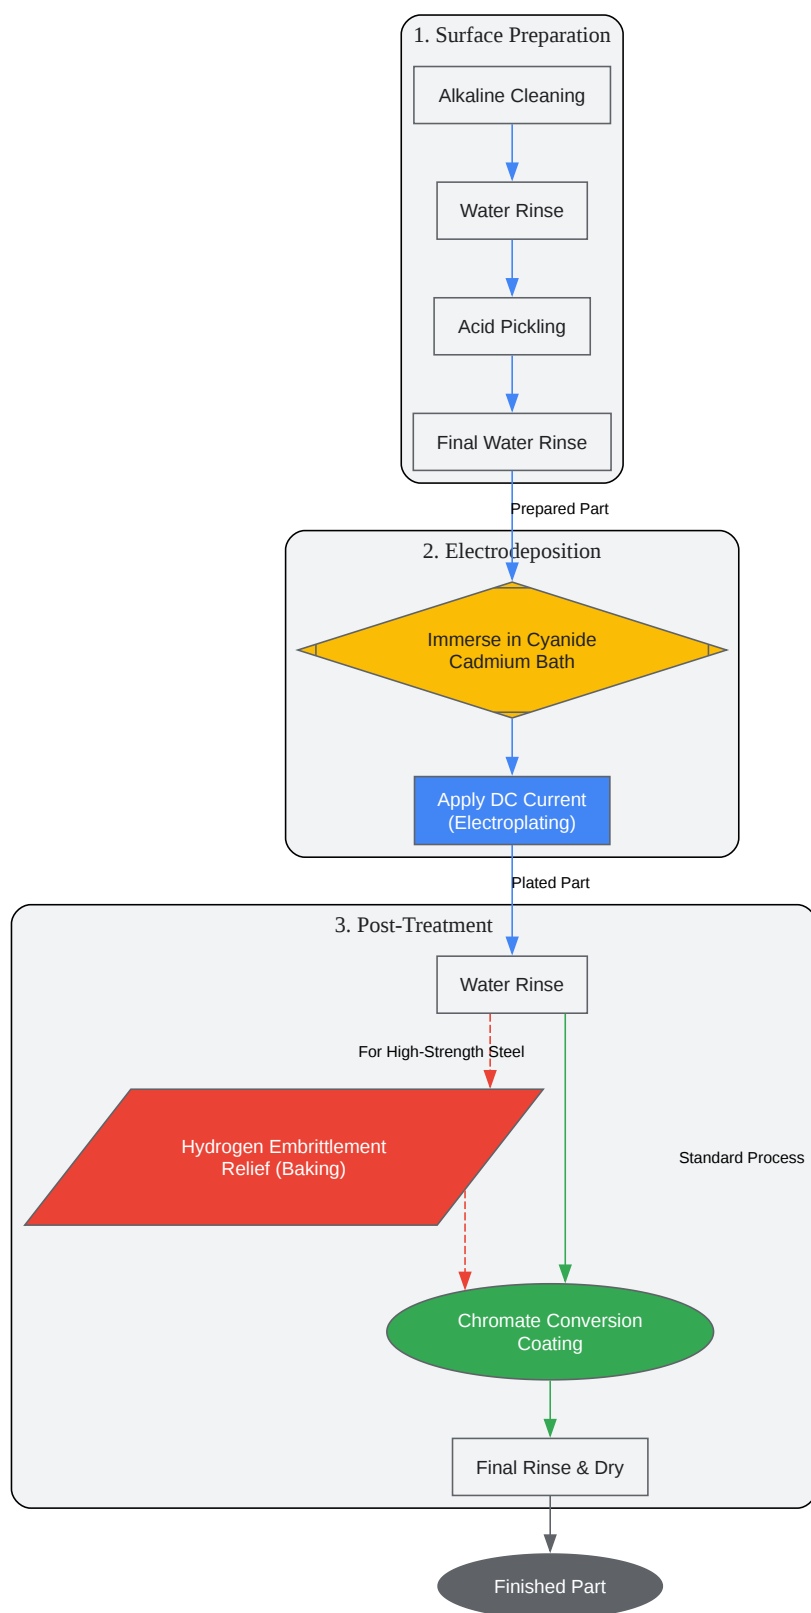 1. Surface Preparation
Alkaline Cleaning
Water Rinse
Acid Pickling
Final Water Rinse
Prepared Part
2. Electrodeposition
Immerse in Cyanide
Cadmium Bath
Apply DC Current
(Electroplating)
Plated Part
3. Post-Treatment
Water Rinse
For High-Strength Steel
Hydrogen Embrittlement
Relief (Baking)
Standard Process
Chromate Conversion
Coating
Final Rinse & Dry
Finished Part